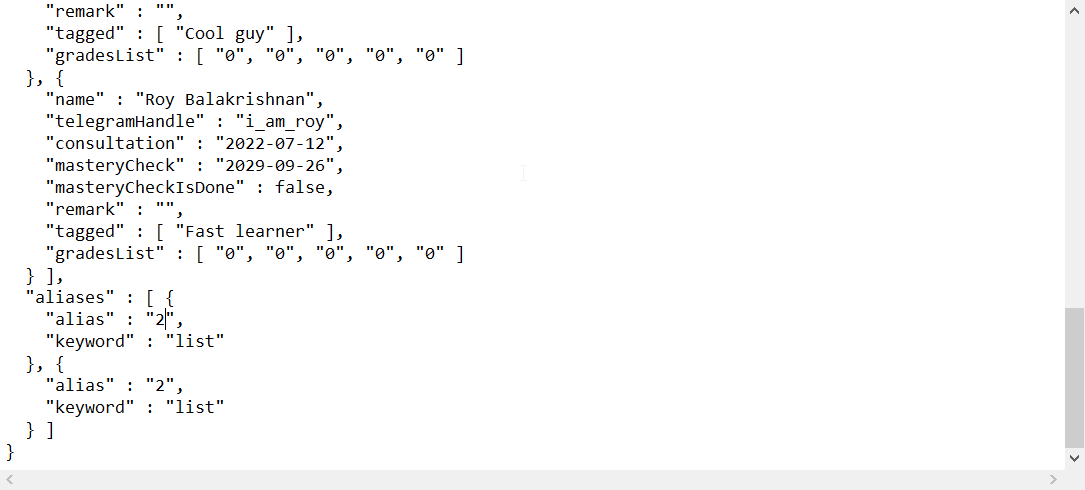 "remark" : "",
    "tagged" : [ "Cool guy" ],
    "gradesList" : [ "0", "0", "0", "0", "0" ]
  }, {
    "name" : "Roy Balakrishnan",
    "telegramHandle" : "i_am_roy",
    "consultation" : "2022-07-12",
    "masteryCheck" : "2029-09-26",
    "masteryCheckIsDone" : false,
    "remark" : "",
    "tagged" : [ "Fast learner" ],
    "gradesList" : [ "0", "0", "0", "0", "0" ]
  } ],
  "aliases" : [ {
    "alias" : "2",
    "keyword" : "list"
  }, {
    "alias" : "2",
    "keyword" : "list"
  } ]
}